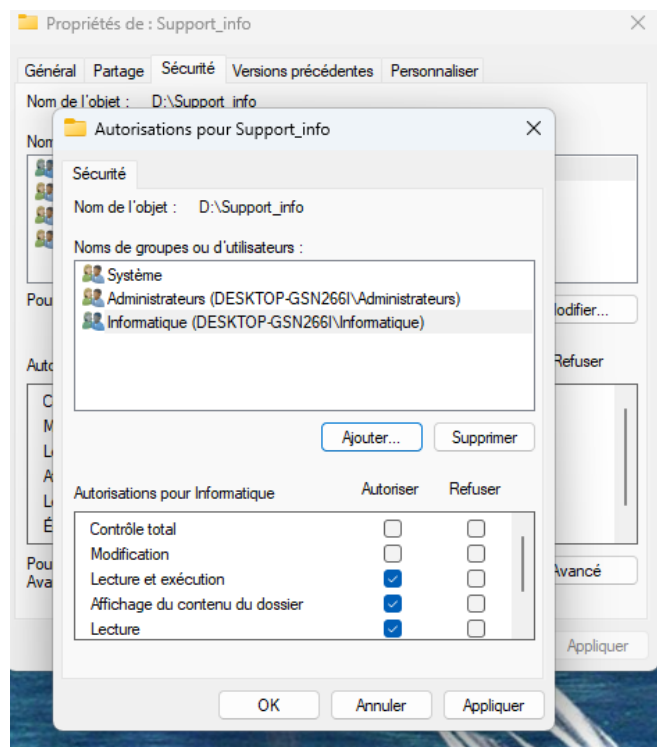 Propriétés de : Support_info
Général Partage Sécurité Versions précédentes Personnaliser
Nom de l'objet : D:\Support_info
Autorisations pour Support_info
Sécurité
Nom de l'objet : D:\Support_info
Noms de groupes ou d'utilisateurs :
Système
Administrateurs (DESKTOP-GSN266I\Administrateurs)
Informatique (DESKTOP-GSN266I\Informatique)
Ajouter... Supprimer
Refuser
Autorisations pour Informatique Autoriser Refuser
Contrôle total
Modification
Lecture et exécution
Affichage du contenu du dossier
Lecture
Avancé
Appliquer
OK Annuler Appliquer